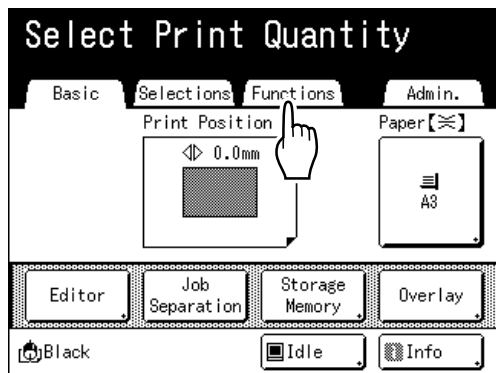 Select Print Quantity
Basic Selections Functions Admin.
Print Position Paper【※】
0.0mm
A3
Editor Job Separation Storage Memory Overlay
Black Idle Info